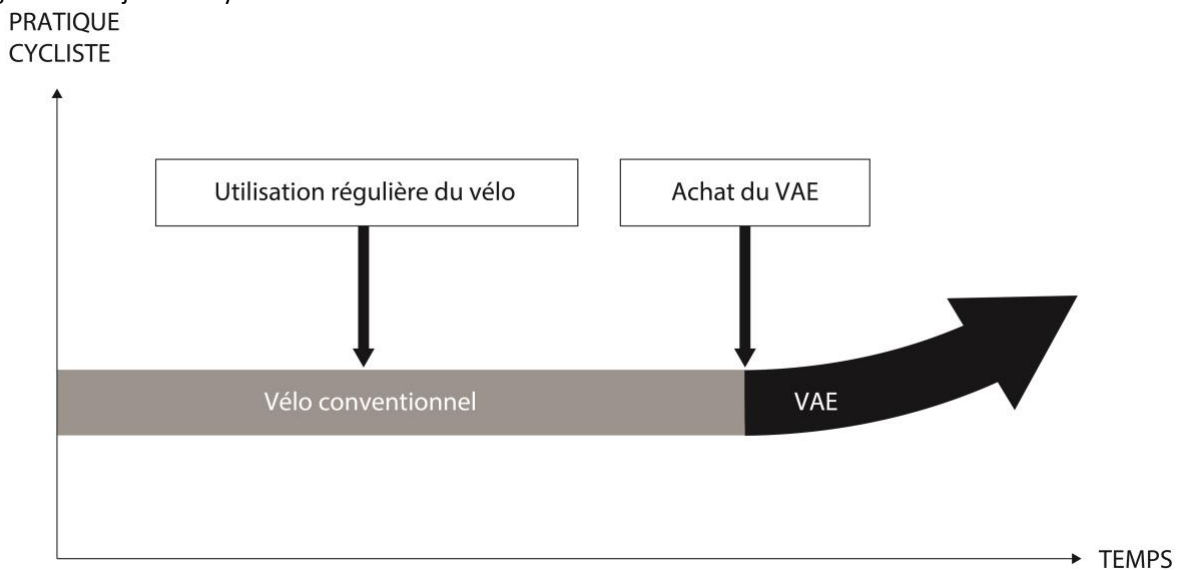 PRATIQUE
CYCLISTE
Utilisation régulière du vélo
Achat du VAE
Vélo conventionnel
VAE
TEMPS